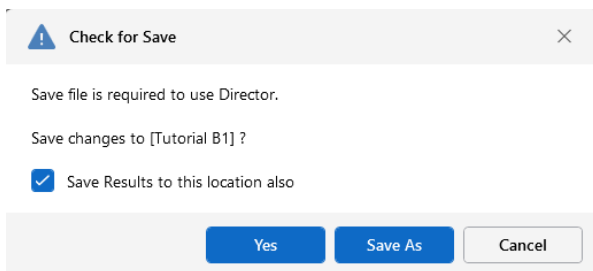 Check for Save
Save file is required to use Director.
Save changes to [Tutorial B1] ?
Save Results to this location also
Yes Save As Cancel